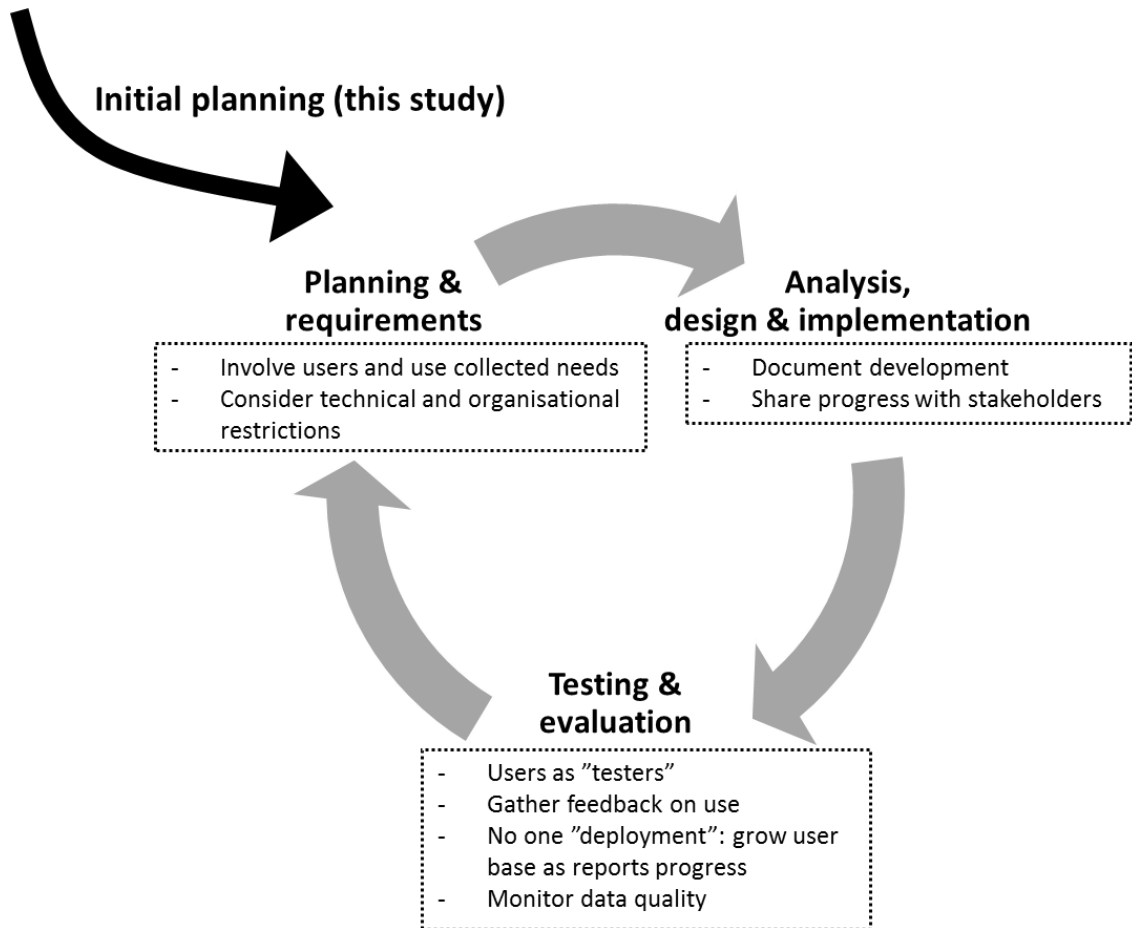 Initial planning (this study)
Planning &
requirements
- Involve users and use collected needs
- Consider technical and organisational
restrictions
Analysis,
design & implementation
- Document development
- Share progress with stakeholders
Testing &
evaluation
- Users as ”testers”
- Gather feedback on use
- No one ”deployment”: grow user
base as reports progress
- Monitor data quality